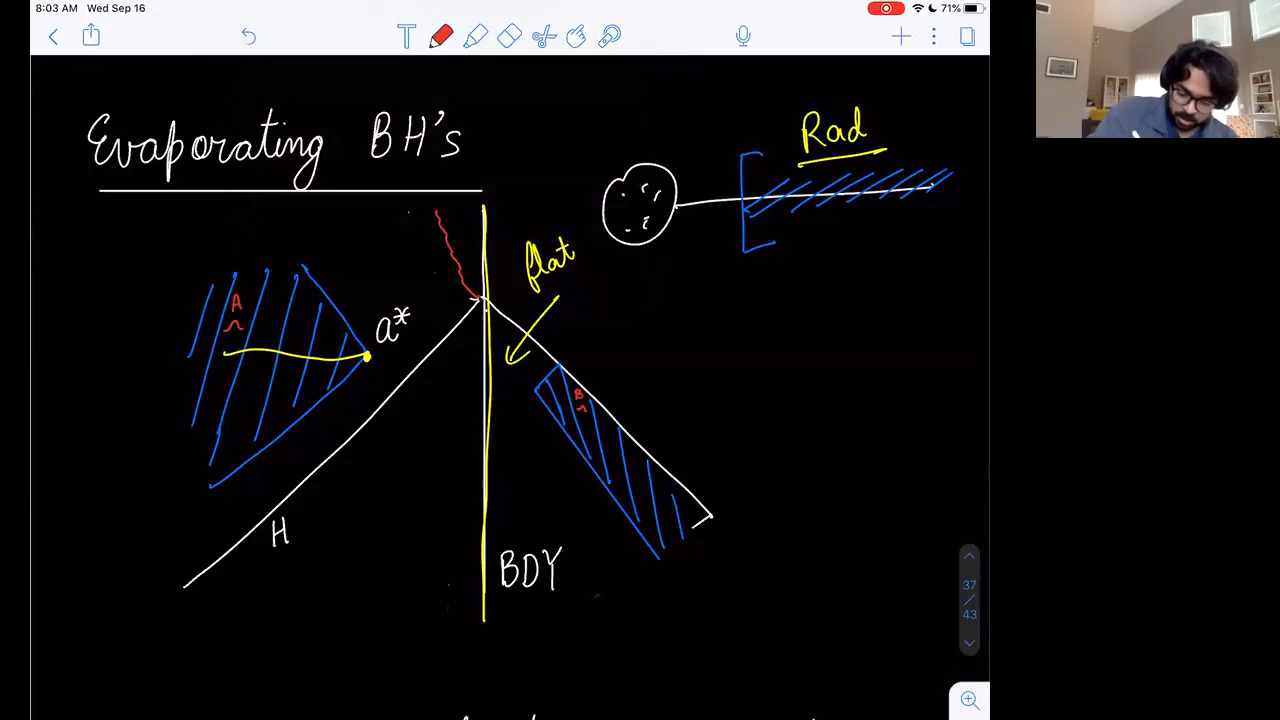 8:03 AM Wed Sep 16
71%
T
Evaporating BH's
Rad
flat
A
a*
B
H
BDY
37
/
43